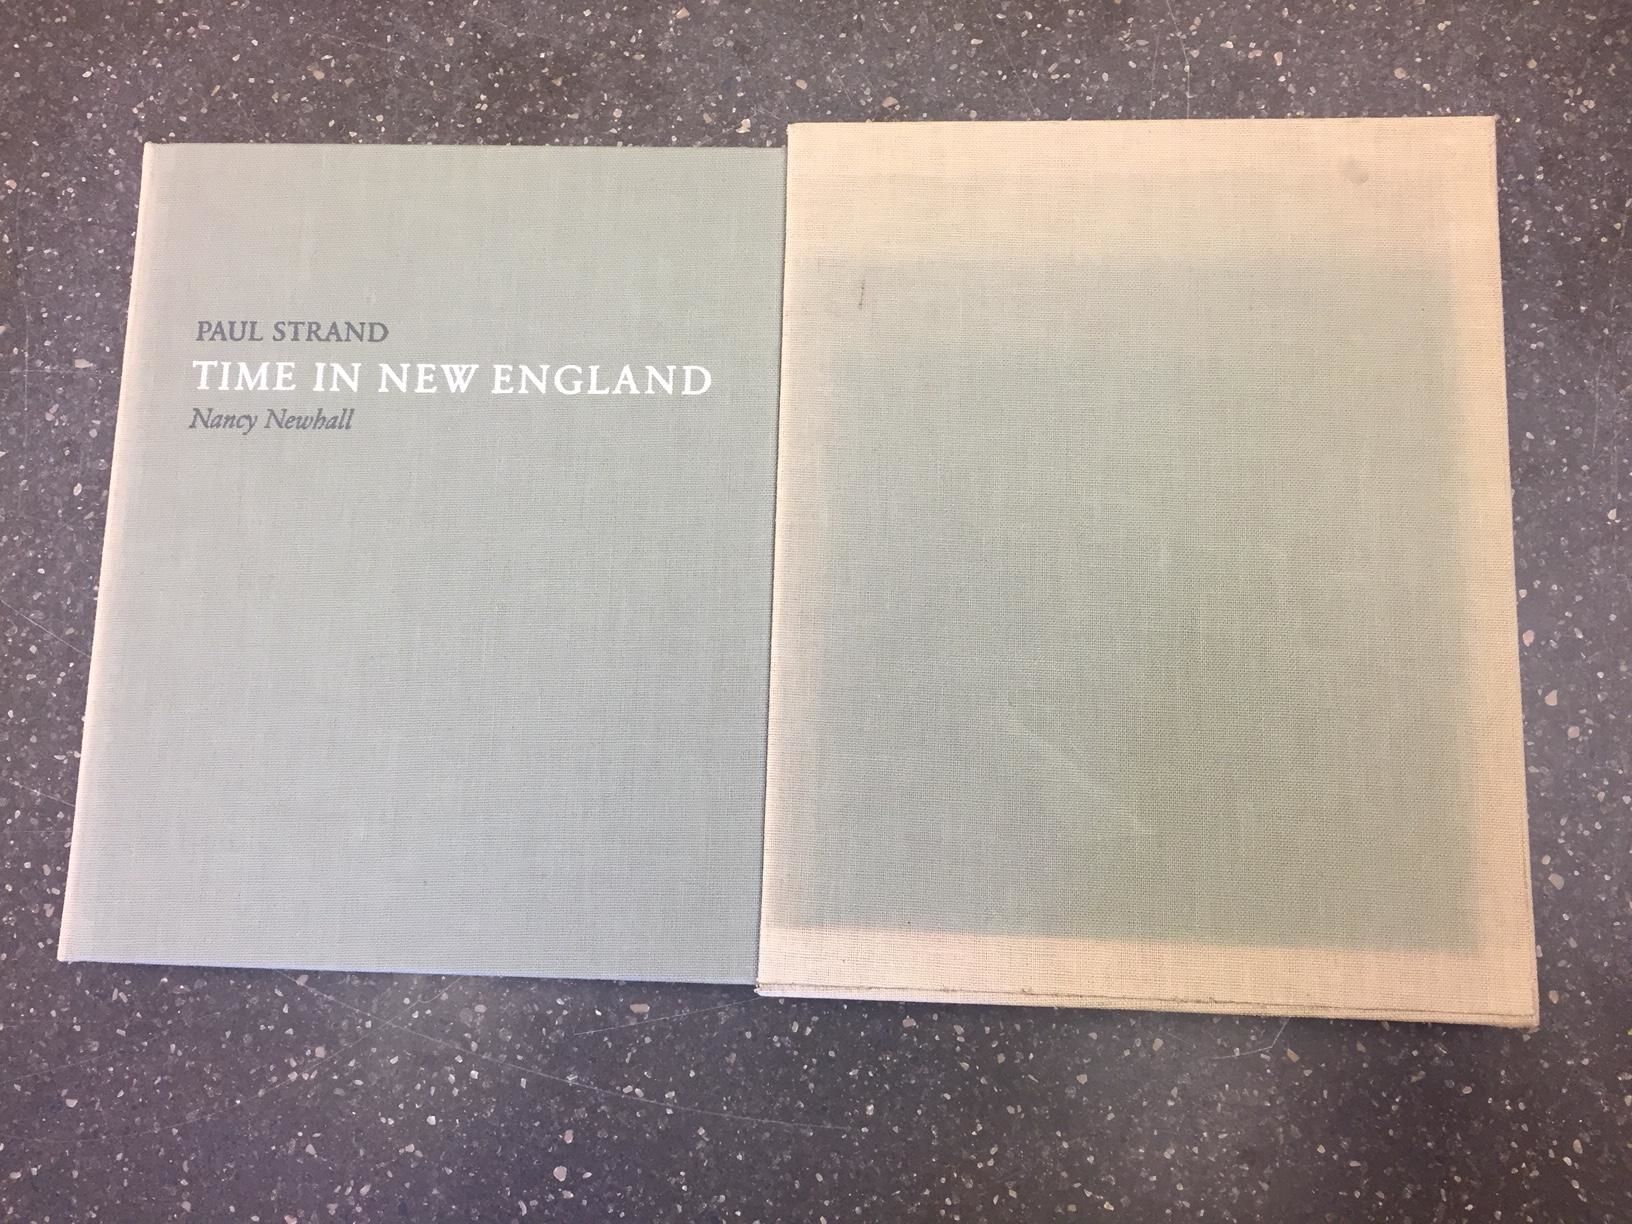 PAUL STRAND
TIME IN NEW ENGLAND
Nancy Newhall